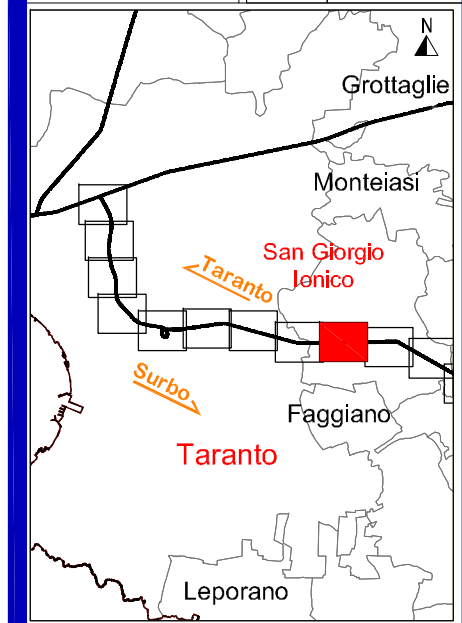 N
Grottaglie
Monteiasi
San Giorgio
Ionico
Taranto
Surbo
Faggiano
Taranto
Leporano